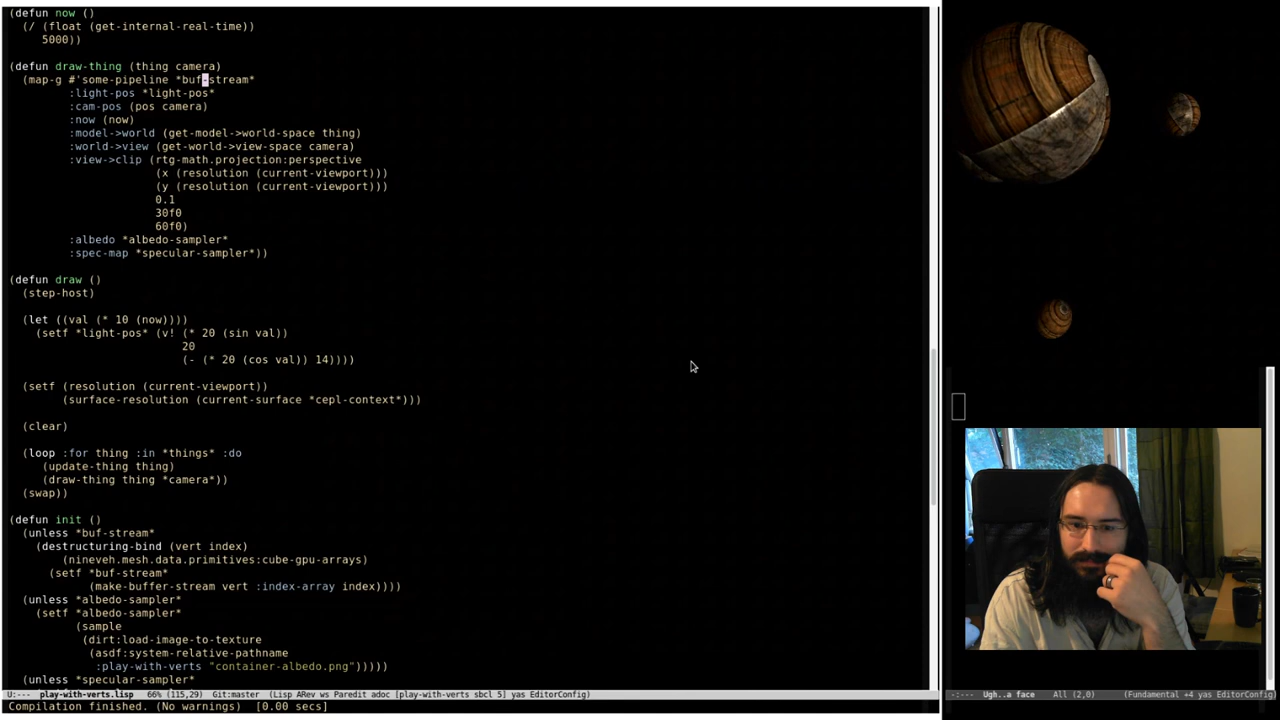 (defun now ()
(/ (float (get-internal-real-time))
5000))
(defun draw-thing (thing camera)
(map-g #'some-pipeline *buf-stream*
:light-pos *light-pos*
:cam-pos (pos camera)
:now (now)
:model->world (get-model->world-space thing)
:world->view (get-world->view-space camera)
:view->clip (rtg-math.projection:perspective
(x (resolution (current-viewport)))
(y (resolution (current-viewport)))
0.1
30f0
60f0)
:albedo *albedo-sampler*
:spec-map *specular-sampler*))
(defun draw ()
(step-host)
(let ((val (* 10 (now))))
(setf *light-pos* (v! (* 20 (sin val))
20
(- (* 20 (cos val)) 14))))
(setf (resolution (current-viewport))
(surface-resolution (current-surface *cepl-context*)))
(clear)
(loop :for thing :in *things* :do
(update-thing thing)
(draw-thing thing *camera*))
(swap))
(defun init ()
(unless *buf-stream*
(destructuring-bind (vert index)
(nineveh.mesh.data.primitives:cube-gpu-arrays)
(setf *buf-stream*
(make-buffer-stream vert :index-array index))))
(unless *albedo-sampler*
(setf *albedo-sampler*
(sample
(dirt:load-image-to-texture
(asdf:system-relative-pathname
:play-with-verts "container-albedo.png")))))
(unless *specular-sampler*
U:--- play-with-verts.lisp 66% (115,29) Git:master (Lisp ARev ws Paredit adoc [play-with-verts sbcl 5] yas EditorConfig)
Compilation finished. (No warnings) [0.00 secs]
-:--- Ugh..a face All (2,0) (Fundamental +4 yas EditorConfig)